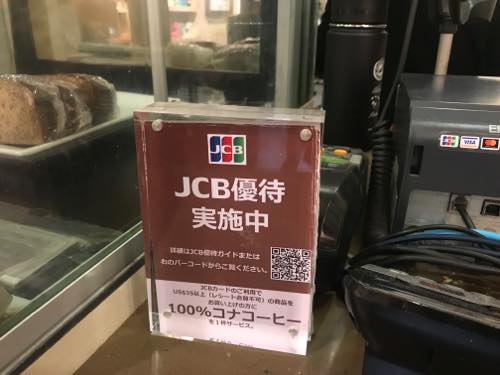 JCB
JCB優待
実施中
詳細はJCB優待ガイドまたは
右のバーコードからご覧ください。
JCBカードのご利用で
US$35以上（レシート合算不可）の商品を
お買い上げの方に
100%コナコーヒー
を1杯サービス。
JCB VISA